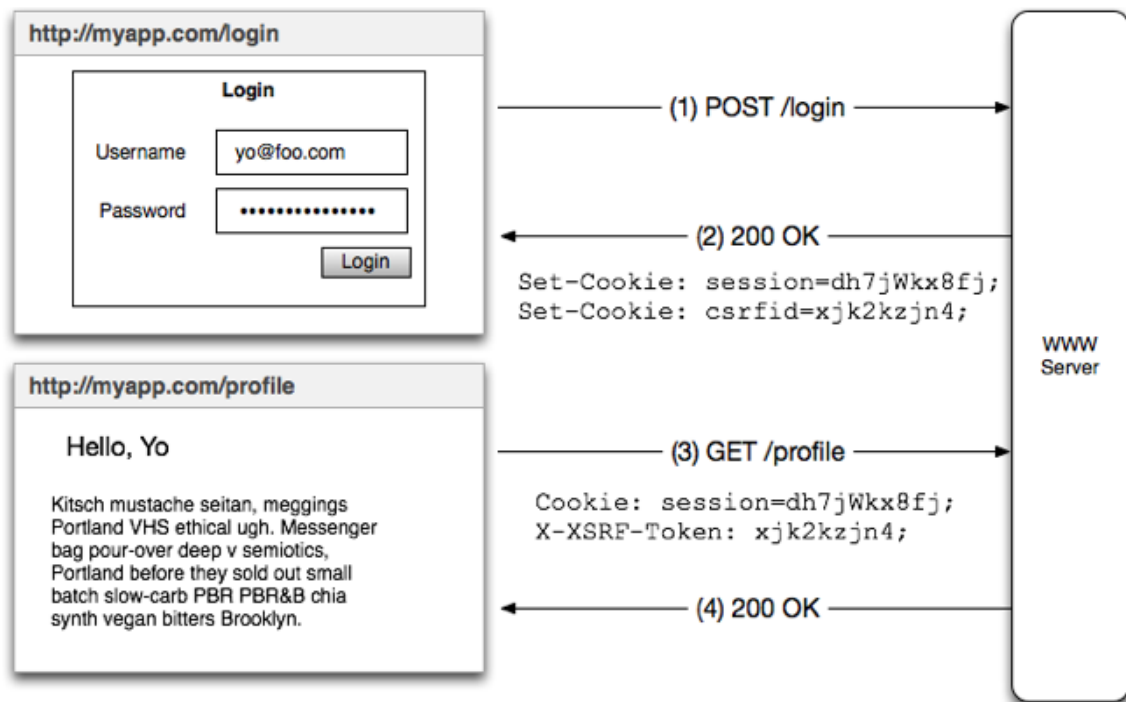 http://myapp.com/login
Login
Username
yo@foo.com
Password
•••••••••••••••
Login
(1) POST /login
(2) 200 OK
Set-Cookie: session=dh7jWkx8fj;
Set-Cookie: csrfid=xjk2kzjn4;
WWW
Server
http://myapp.com/profile
Hello, Yo
Kitsch mustache seitan, meggings
Portland VHS ethical ugh. Messenger
bag pour-over deep v semiotics,
Portland before they sold out small
batch slow-carb PBR PBR&B chia
synth vegan bitters Brooklyn.
(3) GET /profile
Cookie: session=dh7jWkx8fj;
X-XSRF-Token: xjk2kzjn4;
(4) 200 OK